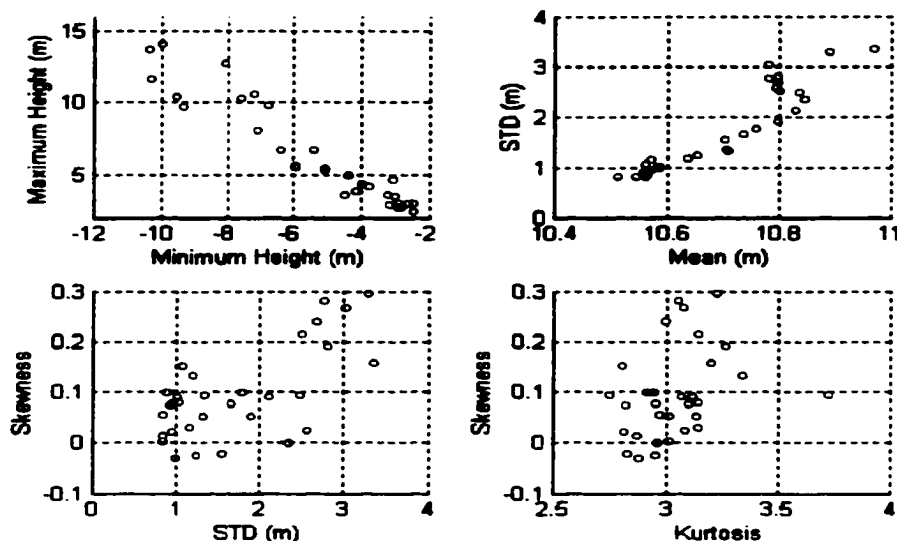 Maximum Height (m)
15
10
5
-12 -10 -8 -6 -4 -2
Minimum Height (m)
STD (m)
4
3
2
1
0
10.4 10.6 10.8 11
Mean (m)
Skewness
0.3
0.2
0.1
0
-0.1
0 1 2 3 4
STD (m)
Skewness
0.3
0.2
0.1
0
-0.1
2.5 3 3.5 4
Kurtosis